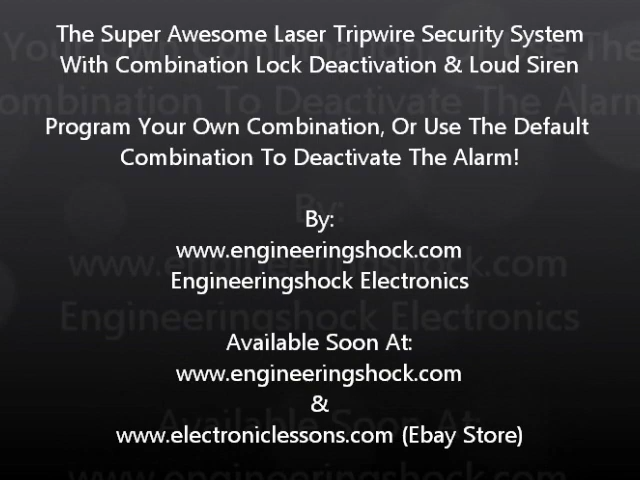 The Super Awesome Laser Tripwire Security System
With Combination Lock Deactivation & Loud Siren
Program Your Own Combination, Or Use The Default
Combination To Deactivate The Alarm!
By:
www.engineeringshock.com
Engineeringshock Electronics
Available Soon At:
www.engineeringshock.com
&
www.electroniclessons.com (Ebay Store)